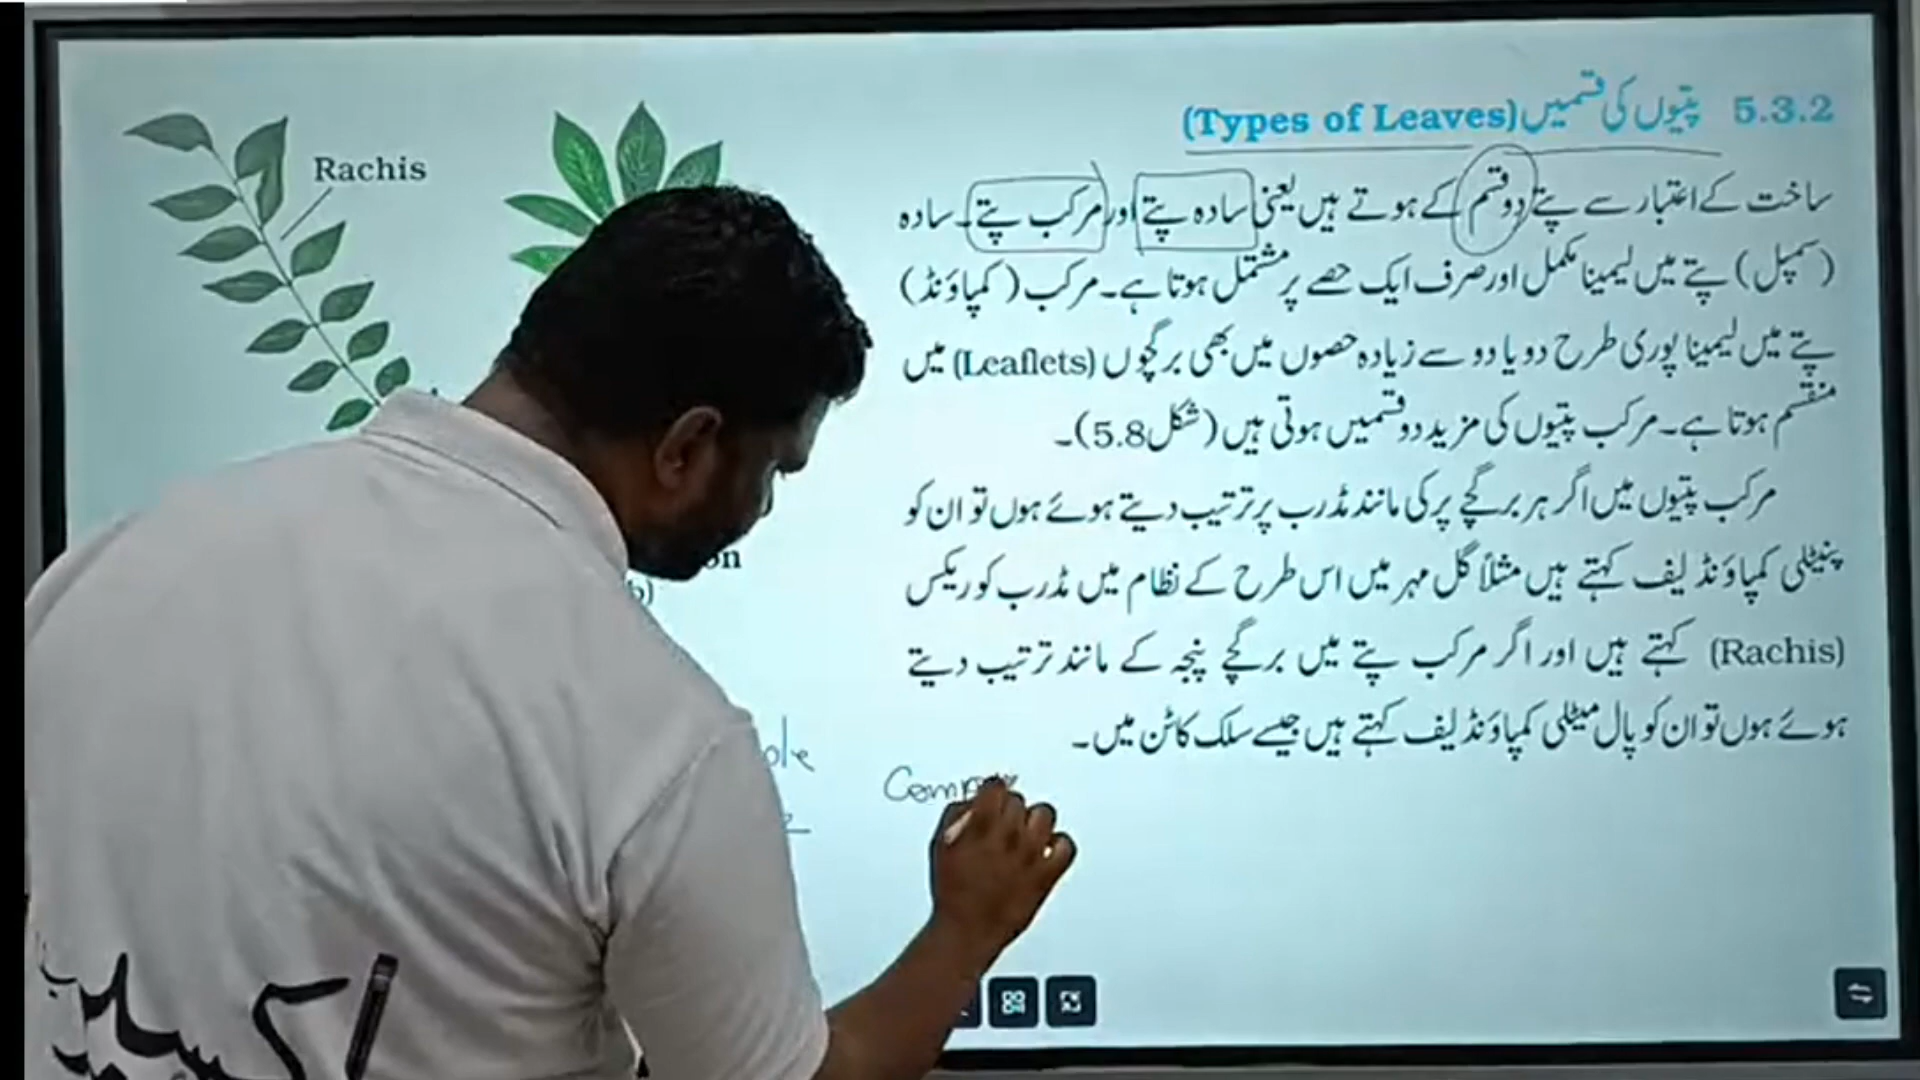 5.3.2 پتیوں کی قسمیں (Types of Leaves)
ساخت کے اعتبار سے پتے دو قسم کے ہوتے ہیں یعنی سادہ پتے اور مرکب پتے۔ سادہ
(سمپل) پتے میں لیمینا مکمل اور صرف ایک حصے پر مشتمل ہوتا ہے۔ مرکب (کمپاؤنڈ)
پتے میں لیمینا پوری طرح دو یا دو سے زیادہ حصوں میں بھی برگچوں (Leaflets) میں
منقسم ہوتا ہے۔ مرکب پتیوں کی مزید دو قسمیں ہوتی ہیں (شکل 5.8)۔
مرکب پتیوں میں اگر ہر برگچے پر کی مانند مڈرب پر ترتیب دیتے ہوئے ہوں تو ان کو
پنیٹلی کمپاؤنڈ لیف کہتے ہیں مثلاً گل مہر میں اس طرح کے نظام میں مڈرب کو ریکس
(Rachis) کہتے ہیں اور اگر مرکب پتے میں برگچے پنجہ کے مانند ترتیب دیتے
ہوئے ہوں تو ان کو پال میٹلی کمپاؤنڈ لیف کہتے ہیں جیسے سلک کاٹن میں۔
Rachis